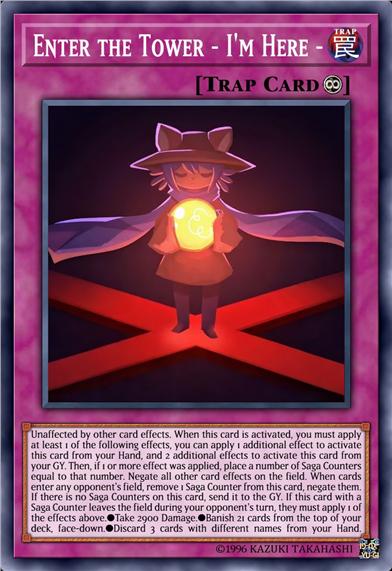 ENTER THE TOWER - I'M HERE -
TRAP
罠
[TRAP CARD ]
Unaffected by other card effects. When this card is activated, you must apply
at least 1 of the following effects, you can apply 1 additional effect to activate
this card from your Hand, and 2 additional effects to activate this card from
your GY. Then, if 1 or more effect was applied, place a number of Saga Counters
equal to that number. Negate all other card effects on the field. When cards
enter any opponent's field, remove 1 Saga Counter from this card, negate them.
If there is no Saga Counters on this card, send it to the GY. If this card with a
Saga Counter leaves the field during your opponent's turn, they must apply 1 of
the effects above.●Take 2900 Damage.●Banish 21 cards from the top of your
deck, face-down.●Discard 3 cards with different names from your Hand.
©1996 KAZUKI TAKAHASHI